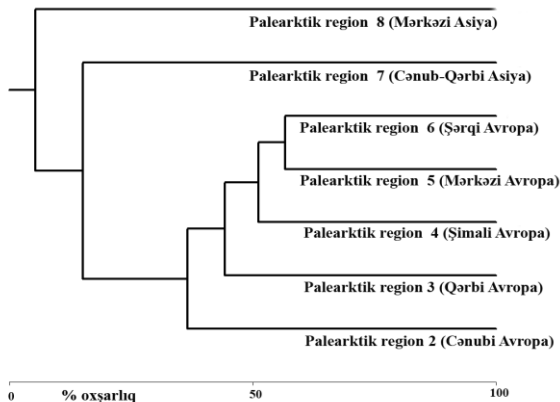 Palearktik region 8 (Mərkəzi Asiya)
Palearktik region 7 (Cənub-Qərbi Asiya)
Palearktik region 6 (Şərqi Avropa)
Palearktik region 5 (Mərkəzi Avropa)
Palearktik region 4 (Şimali Avropa)
Palearktik region 3 (Qərbi Avropa)
Palearktik region 2 (Cənubi Avropa)
0 % oxşarlıq 50 100